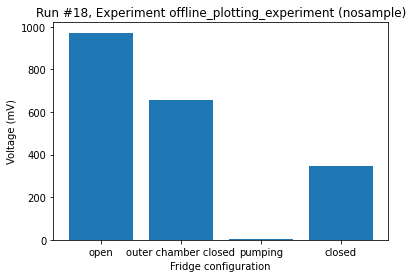 Run #18, Experiment offline_plotting_experiment (nosample)
1000
800
600
400
200
0
Voltage (mV)
open outer chamber closed pumping closed
Fridge configuration